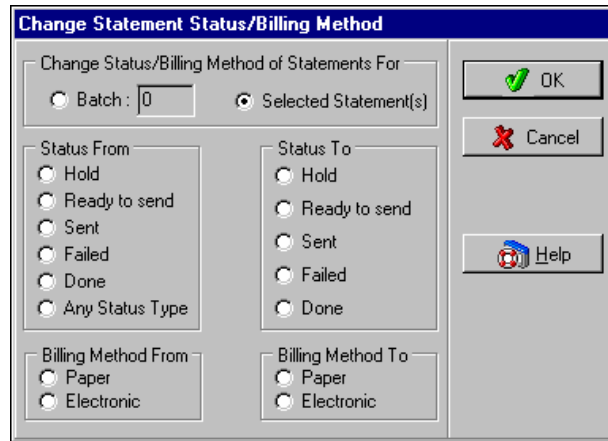 Change Statement Status/Billing Method
Change Status/Billing Method of Statements For
Batch : 0
Selected Statement(s)
OK
Cancel
Help
Status From
Hold
Ready to send
Sent
Failed
Done
Any Status Type
Status To
Hold
Ready to send
Sent
Failed
Done
Billing Method From
Paper
Electronic
Billing Method To
Paper
Electronic